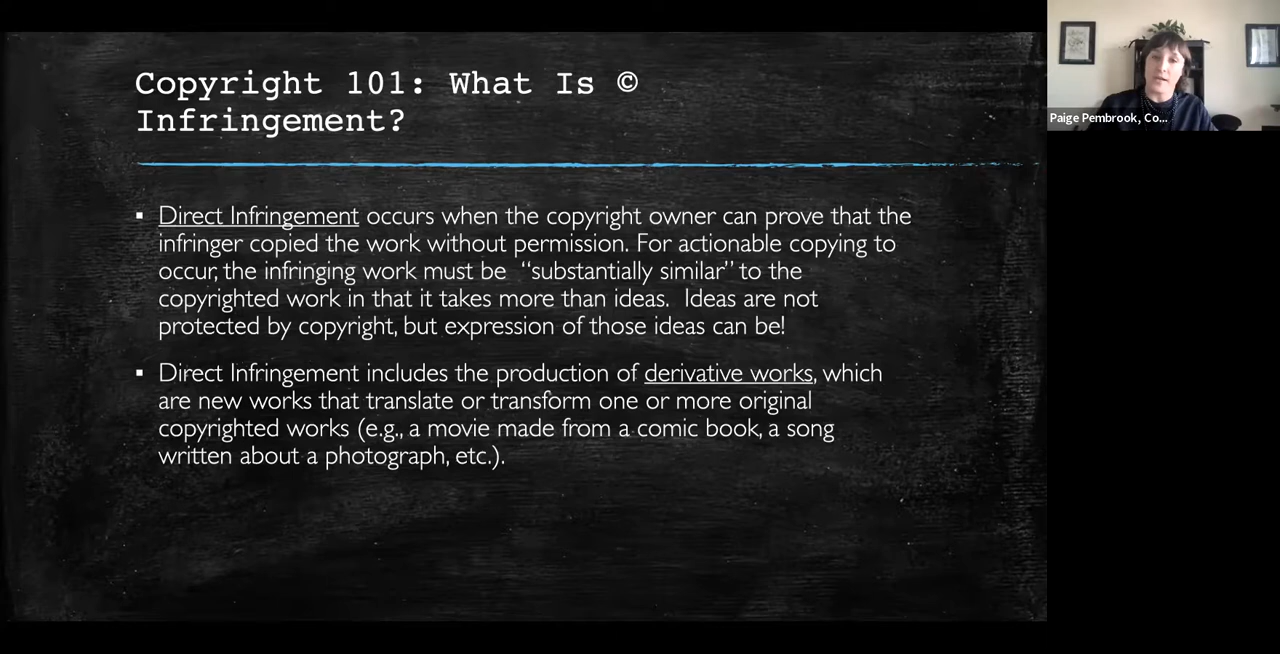 Copyright 101: What Is ©
Infringement?
Paige Pembrook, Co...
▪ Direct Infringement occurs when the copyright owner can prove that the
infringer copied the work without permission. For actionable copying to
occur, the infringing work must be “substantially similar” to the
copyrighted work in that it takes more than ideas. Ideas are not
protected by copyright, but expression of those ideas can be!
▪ Direct Infringement includes the production of derivative works, which
are new works that translate or transform one or more original
copyrighted works (e.g., a movie made from a comic book, a song
written about a photograph, etc.).